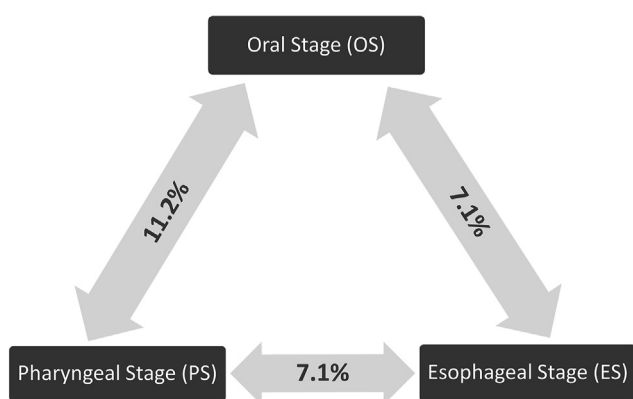 Oral Stage (OS)
11.2%
7.1%
Pharyngeal Stage (PS)
7.1%
Esophageal Stage (ES)